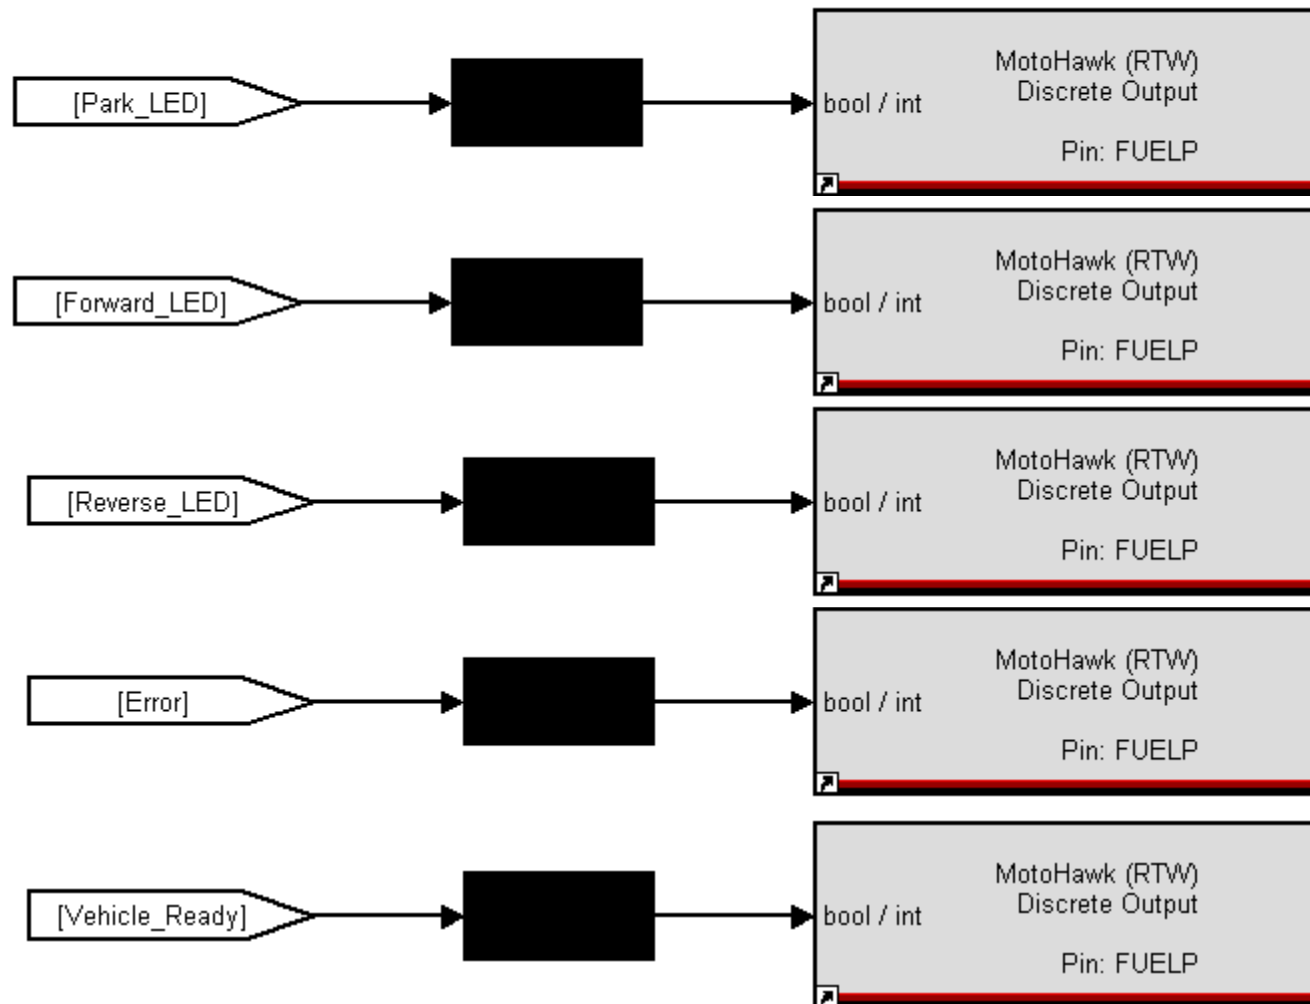 [Park_LED]
bool / int
MotoHawk (RTW)
Discrete Output
Pin: FUELP
[Forward_LED]
bool / int
MotoHawk (RTW)
Discrete Output
Pin: FUELP
[Reverse_LED]
bool / int
MotoHawk (RTW)
Discrete Output
Pin: FUELP
[Error]
bool / int
MotoHawk (RTW)
Discrete Output
Pin: FUELP
[Vehicle_Ready]
bool / int
MotoHawk (RTW)
Discrete Output
Pin: FUELP